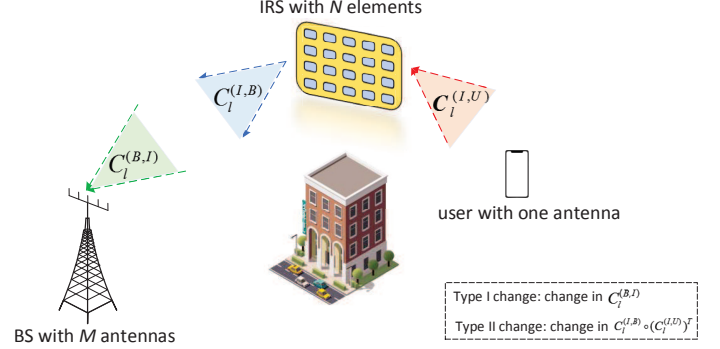 IRS with N elements
C_l^{(I,B)}
C_l^{(I,U)}
C_l^{(B,I)}
user with one antenna
Type I change: change in C_l^{(B,I)}
Type II change: change in C_l^{(I,B)}∘(C_l^{(I,U)})^T
BS with M antennas